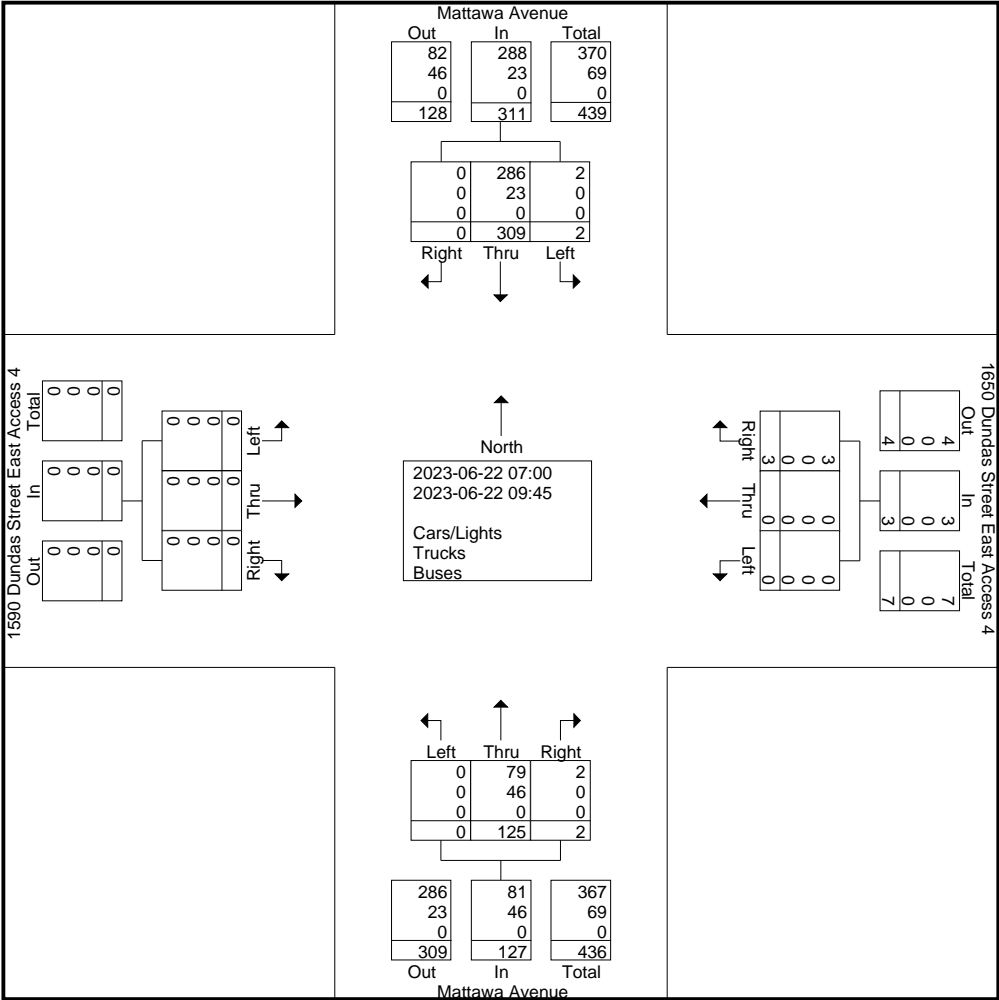 Mattawa Avenue
Out In Total
82 288 370
46 23 69
0 0 0
128 311 439
0 286 2
0 23 0
0 0 0
0 309 2
Right Thru Left
1590 Dundas Street East Access 4
Total
0 0 0 0
In
0 0 0 0
Out
0 0 0 0
Left
0 0 0 0
Thru
0 0 0 0
Right
0 0 0 0
North
2023-06-22 07:00
2023-06-22 09:45
Cars/Lights
Trucks
Buses
Right
3 0 0 3
Thru
0 0 0 0
Left
0 0 0 0
1650 Dundas Street East Access 4
Out
4 0 0 4
In
3 0 0 3
Total
7 0 0 7
Left Thru Right
0 79 2
0 46 0
0 0 0
0 125 2
286 81 367
23 46 69
0 0 0
309 127 436
Out In Total
Mattawa Avenue